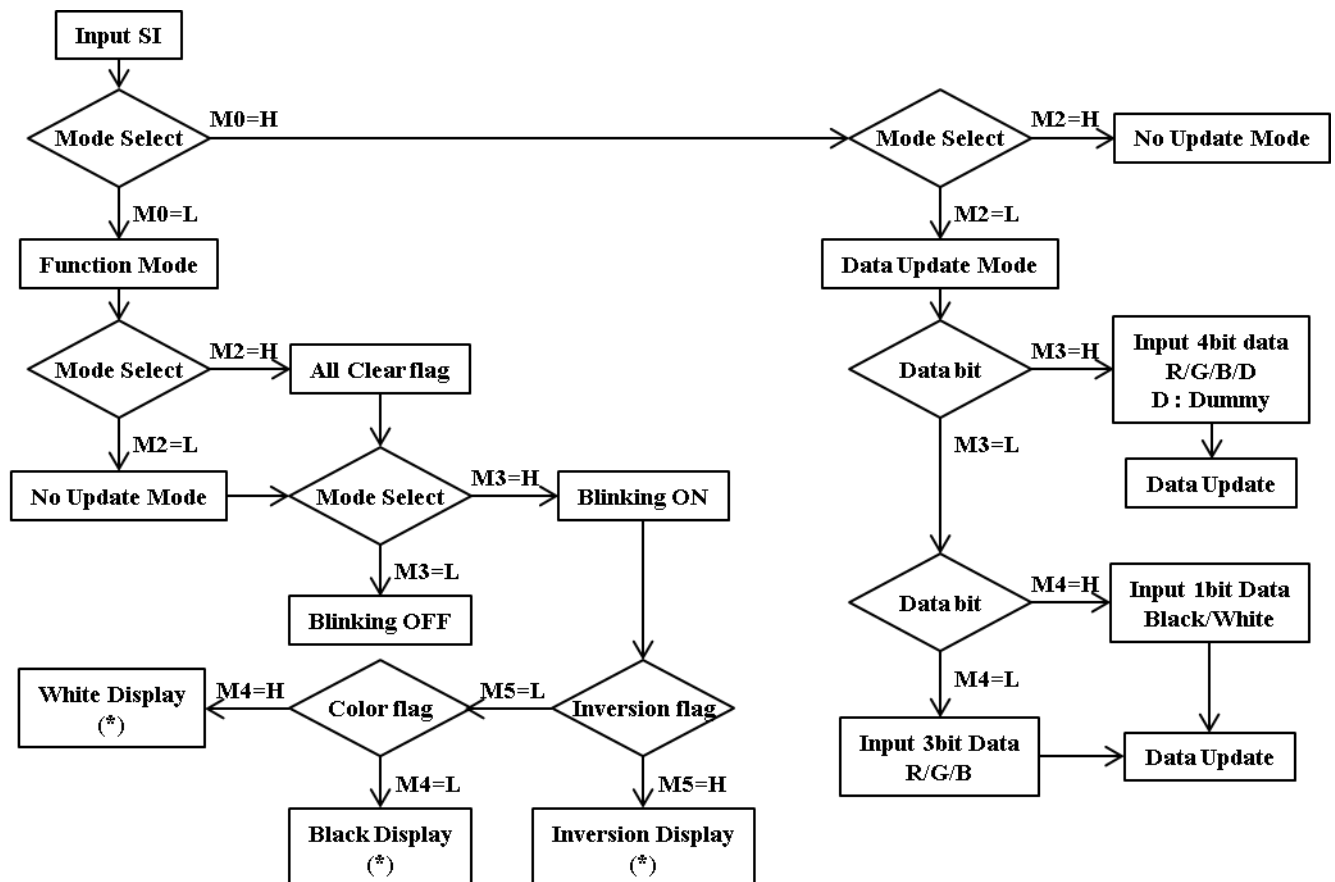 Input SI
Mode Select
M0=H
Mode Select
M2=H
No Update Mode
M0=L
M2=L
Function Mode
Data Update Mode
Mode Select
M2=H
All Clear flag
Data bit
M3=H
Input 4bit data
R/G/B/D
D : Dummy
M2=L
M3=L
No Update Mode
Mode Select
M3=H
Blinking ON
Data Update
M3=L
Blinking OFF
Data bit
M4=H
Input 1bit Data
Black/White
White Display
(*)
M4=H
Color flag
M5=L
Inversion flag
M4=L
Input 3bit Data
R/G/B
Data Update
M4=L
M5=H
Black Display
(*)
Inversion Display
(*)